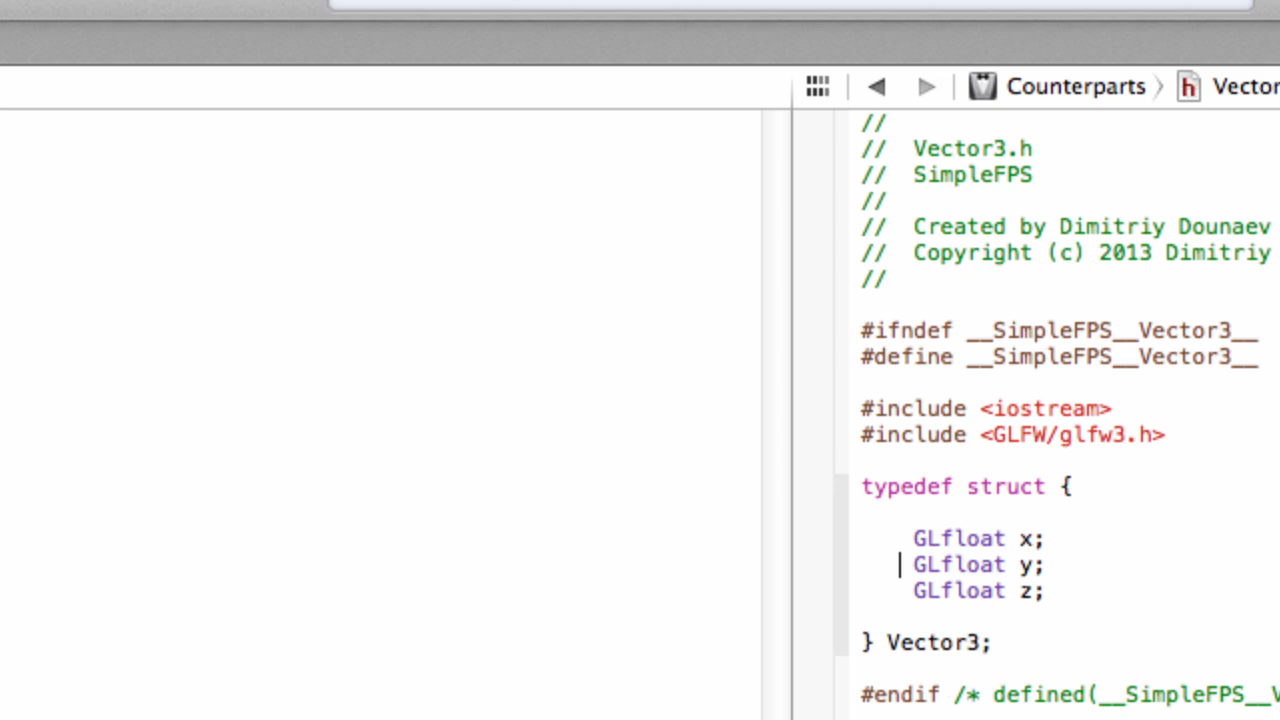 Counterparts h Vector
//
// Vector3.h
// SimpleFPS
//
// Created by Dimitriy Dounaev
// Copyright (c) 2013 Dimitriy
//
#ifndef __SimpleFPS__Vector3__
#define __SimpleFPS__Vector3__
#include <iostream>
#include <GLFW/glfw3.h>
typedef struct {
GLfloat x;
GLfloat y;
GLfloat z;
} Vector3;
#endif /* defined(__SimpleFPS__V